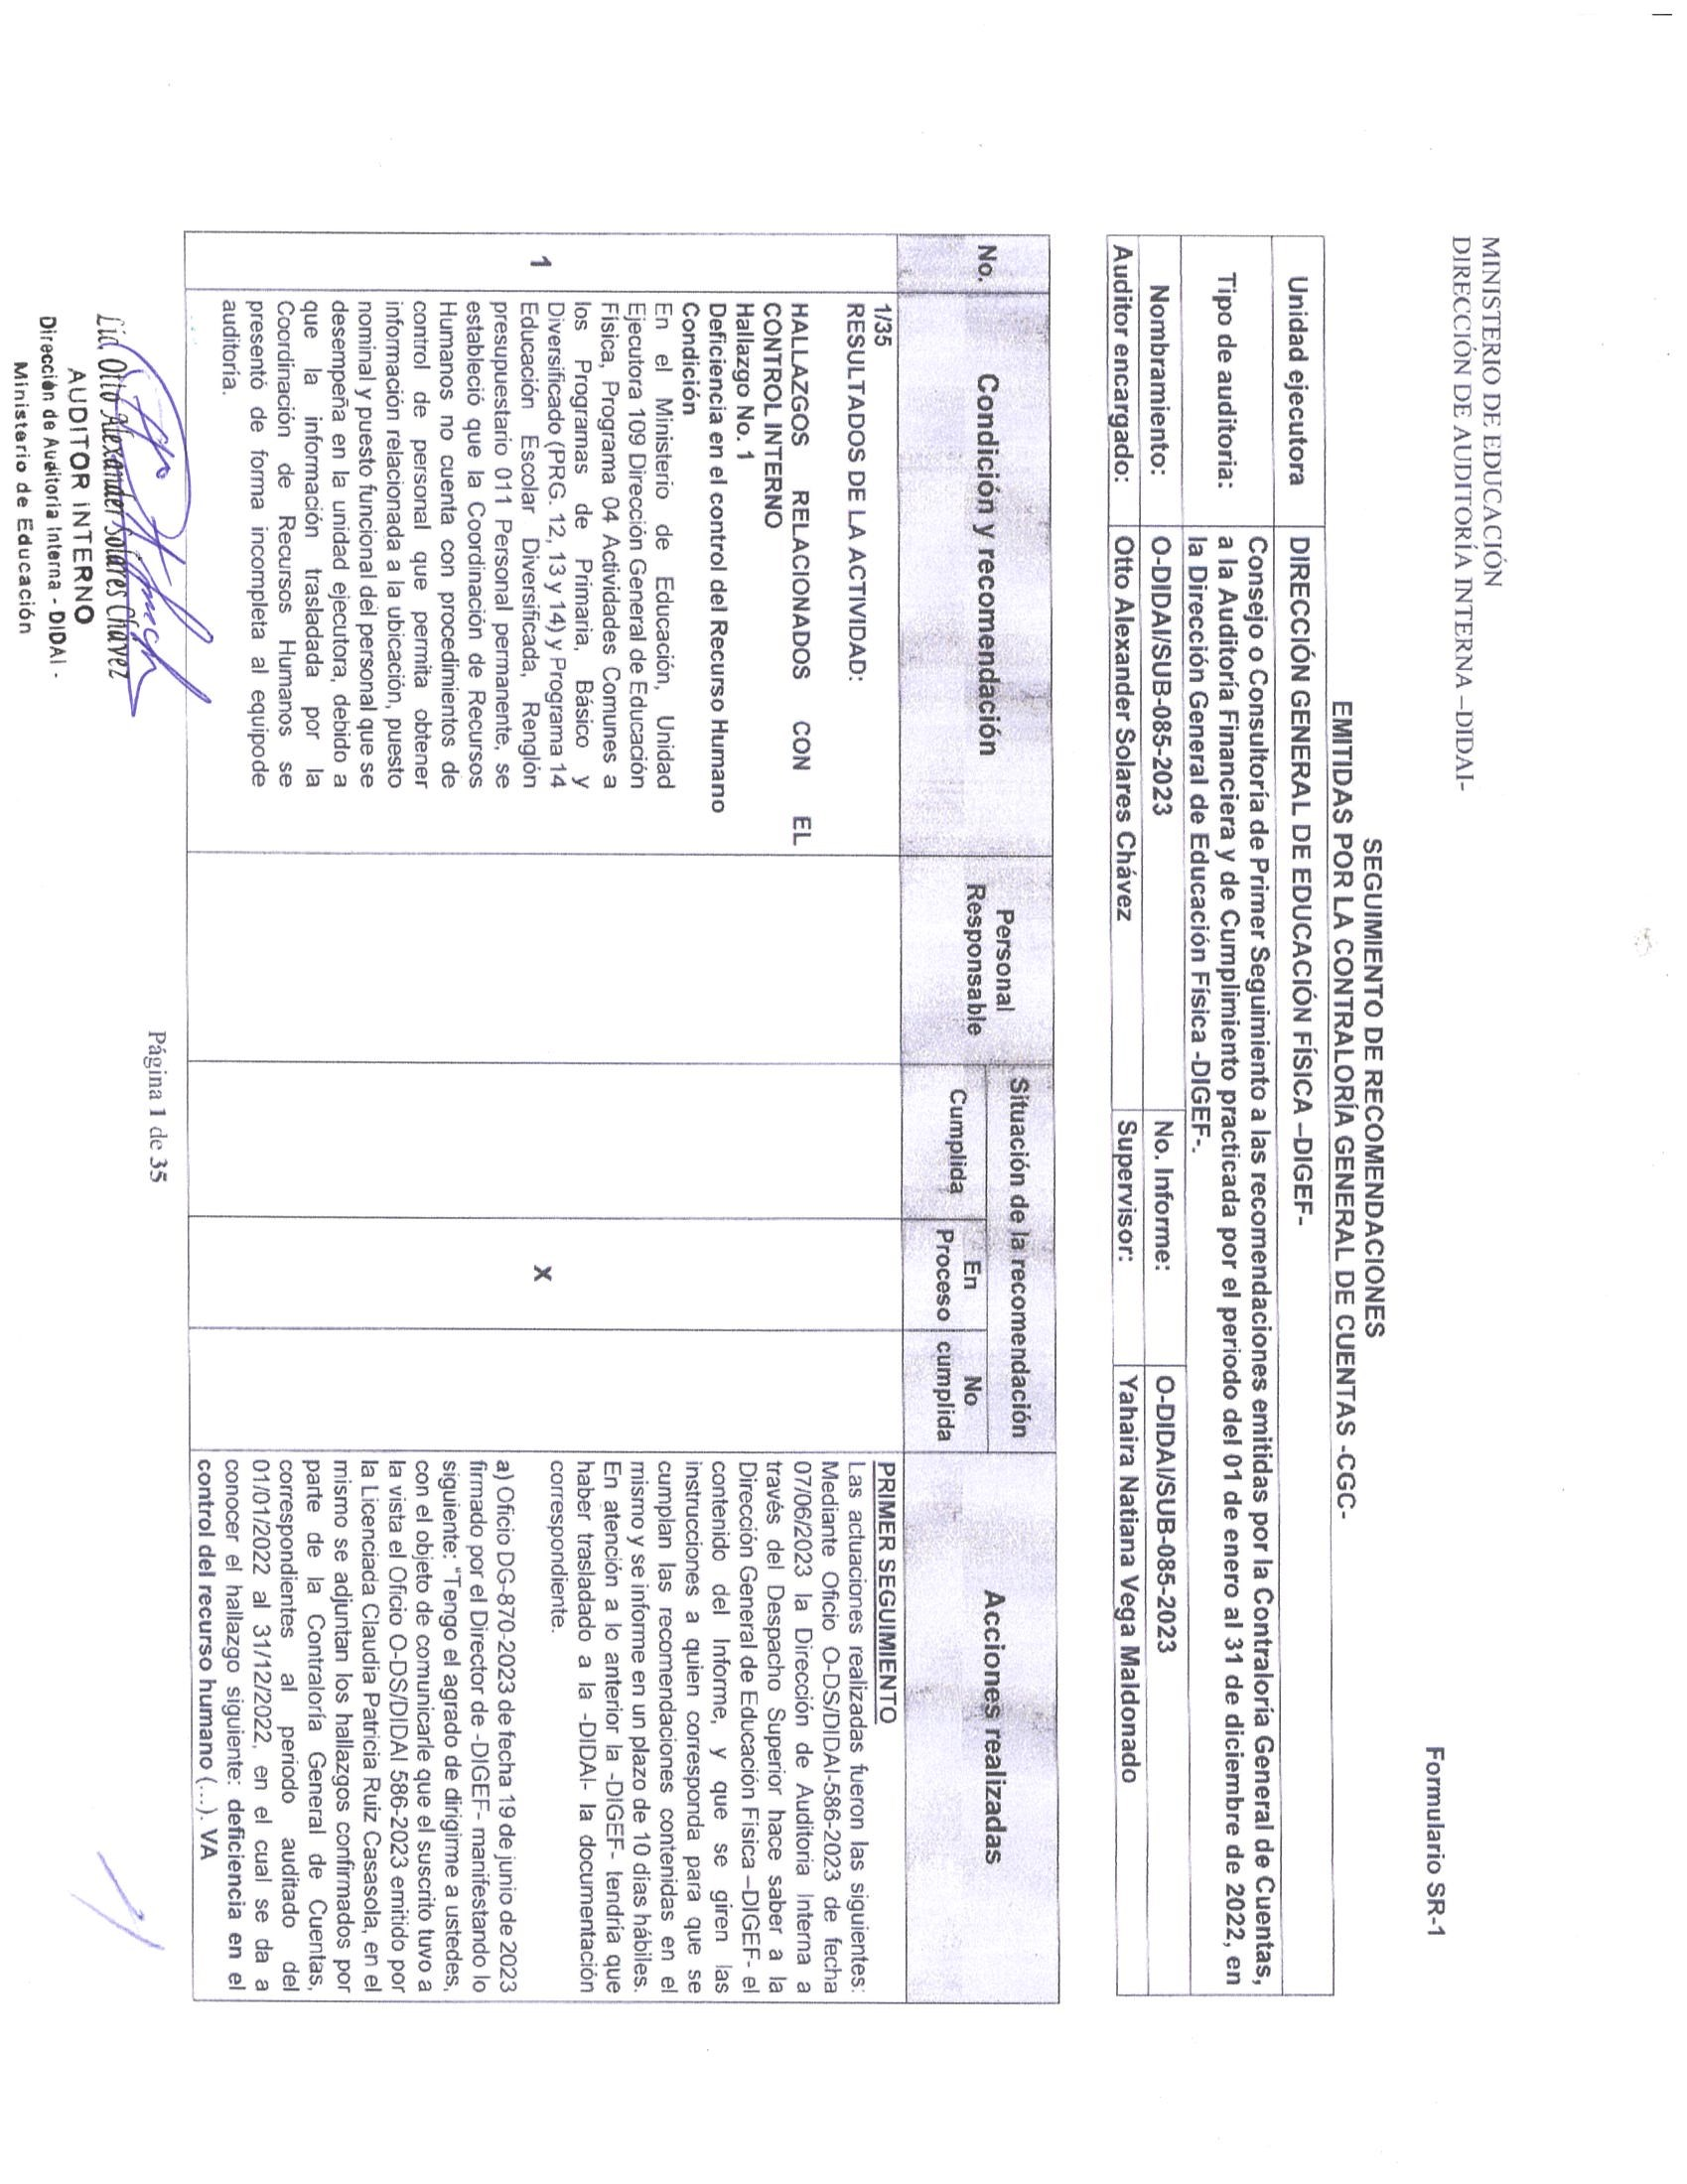 MINISTERIO DE EDUCACIÓN
DIRECCIÓN DE AUDITORÍA INTERNA –DIDAI-
Formulario SR-1
SEGUIMIENTO DE RECOMENDACIONES
EMITIDAS POR LA CONTRALORÍA GENERAL DE CUENTAS -CGC-
Unidad ejecutora
DIRECCIÓN GENERAL DE EDUCACIÓN FÍSICA –DIGEF-
Tipo de auditoria:
Consejo o Consultoría de Primer Seguimiento a las recomendaciones emitidas por la Contraloría General de Cuentas,
a la Auditoría Financiera y de Cumplimiento practicada por el periodo del 01 de enero al 31 de diciembre de 2022, en
la Dirección General de Educación Física -DIGEF-.
Nombramiento:
O-DIDAI/SUB-085-2023
No. Informe:
O-DIDAI/SUB-085-2023
Auditor encargado:
Otto Alexander Solares Chávez
Supervisor:
Yahaira Natiana Vega Maldonado
No.
Condición y recomendación
Personal
Responsable
Situación de la recomendación
Cumplida
En
Proceso
No
cumplida
Acciones realizadas
1
1/35
RESULTADOS DE LA ACTIVIDAD:
HALLAZGOS RELACIONADOS CON EL
CONTROL INTERNO
Hallazgo No. 1
Deficiencia en el control del Recurso Humano
Condición
En el Ministerio de Educación, Unidad
Ejecutora 109 Dirección General de Educación
Física, Programa 04 Actividades Comunes a
los Programas de Primaria, Básico y
Diversificado (PRG. 12, 13 y 14) y Programa 14
Educación Escolar Diversificada, Renglón
presupuestario 011 Personal permanente, se
estableció que la Coordinación de Recursos
Humanos no cuenta con procedimientos de
control de personal que permita obtener
información relacionada a la ubicación, puesto
nominal y puesto funcional del personal que se
desempeña en la unidad ejecutora, debido a
que la información trasladada por la
Coordinación de Recursos Humanos se
presentó de forma incompleta al equipode
auditoría.
X
PRIMER SEGUIMIENTO
Las actuaciones realizadas fueron las siguientes:
Mediante Oficio O-DS/DIDAI-586-2023 de fecha
07/06/2023 la Dirección de Auditoria Interna a
través del Despacho Superior hace saber a la
Dirección General de Educación Física –DIGEF- el
contenido del Informe, y que se giren las
instrucciones a quien corresponda para que se
cumplan las recomendaciones contenidas en el
mismo y se informe en un plazo de 10 días hábiles.
En atención a lo anterior la -DIGEF- tendría que
haber trasladado a la -DIDAI- la documentación
correspondiente.
a) Oficio DG-870-2023 de fecha 19 de junio de 2023
firmado por el Director de -DIGEF- manifestando lo
siguiente: “Tengo el agrado de dirigirme a ustedes,
con el objeto de comunicarle que el suscrito tuvo a
la vista el Oficio O-DS/DIDAI 586-2023 emitido por
la Licenciada Claudia Patricia Ruiz Casasola, en el
mismo se adjuntan los hallazgos confirmados por
parte de la Contraloría General de Cuentas,
correspondientes al período auditado del
01/01/2022 al 31/12/2022, en el cual se da a
conocer el hallazgo siguiente: deficiencia en el
control del recurso humano (...). VA
Página 1 de 35
Lic. Otto Alexander Solares Chávez
AUDITOR INTERNO
Dirección de Auditoría Interna - DIDAI -
Ministerio de Educación